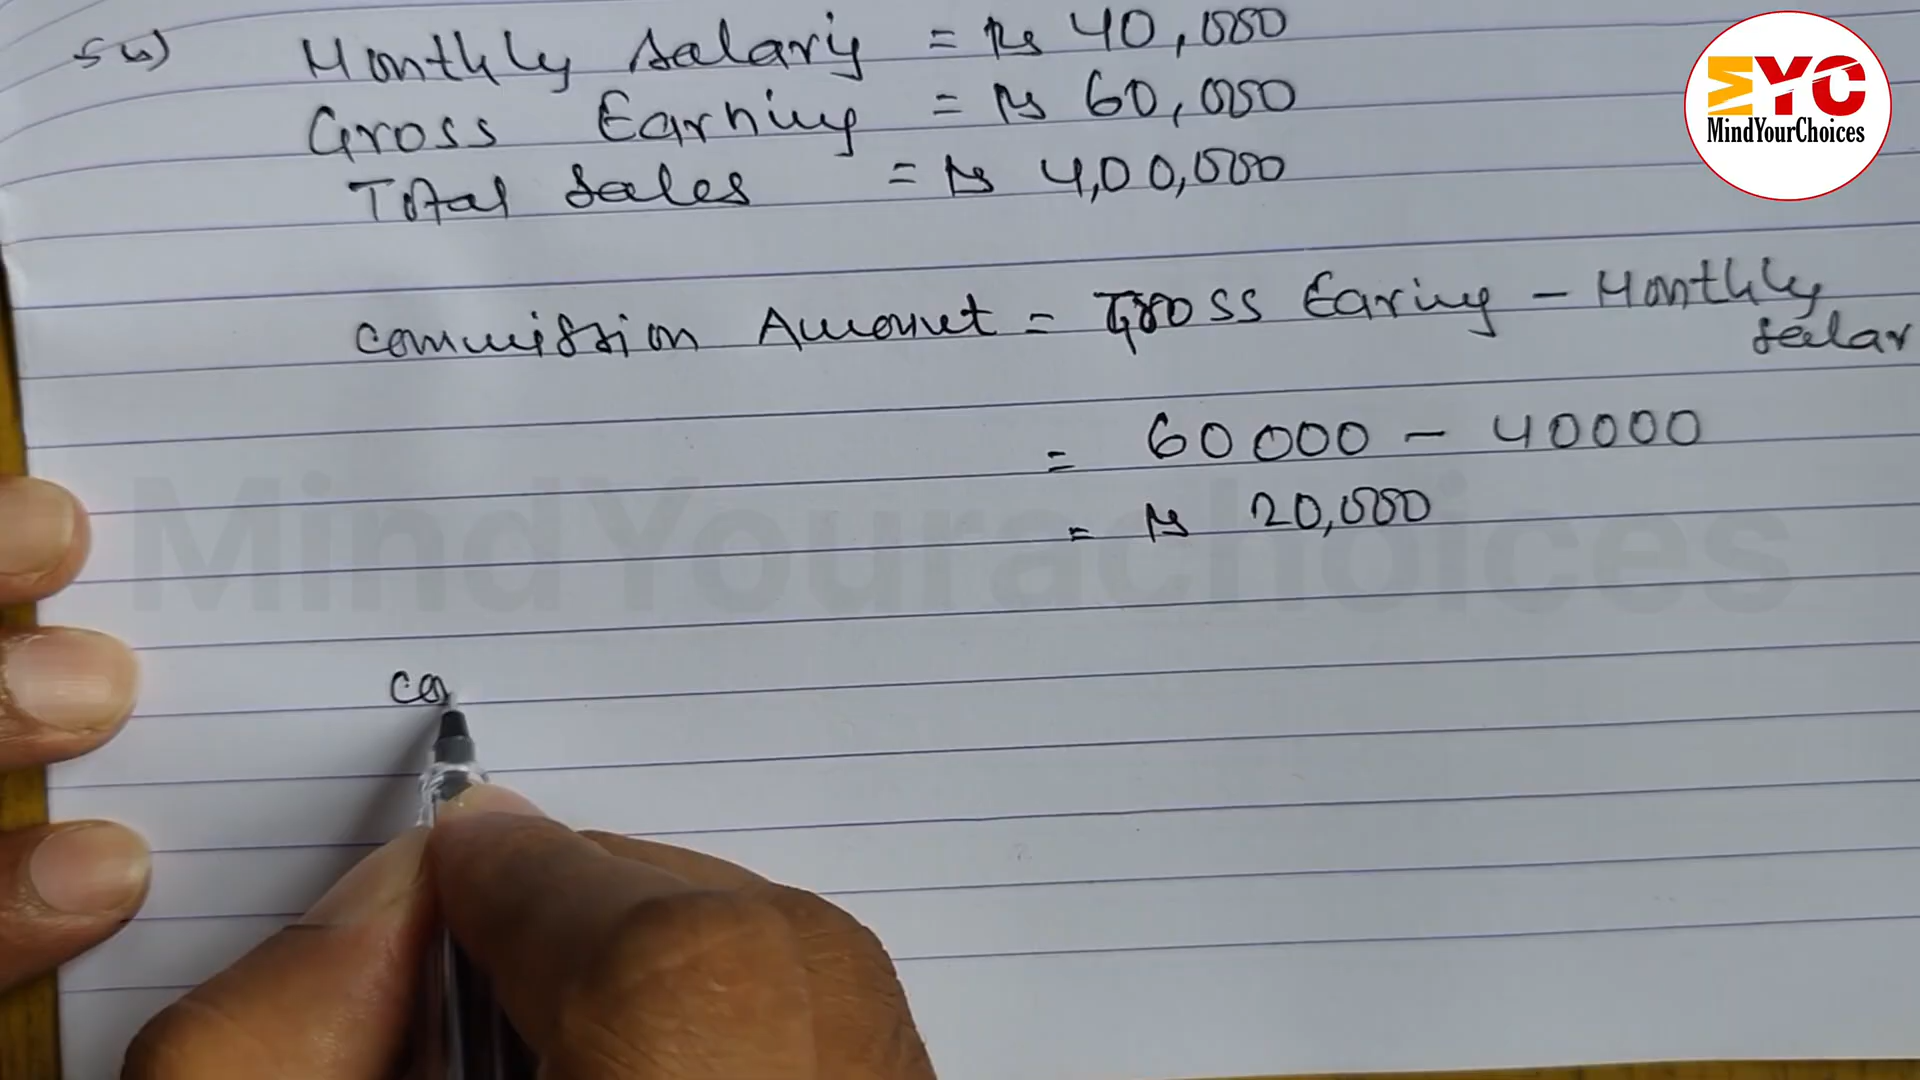 5 b) Monthly Salary = Rs 40,000
Gross Earning = Rs 60,000
Total Sales = Rs 4,00,000
Commission Amount = Gross Earing - Monthly
Salar
= 60000 - 40000
= Rs 20,000
Co
MYC
MindYourChoices
MindYourachoices